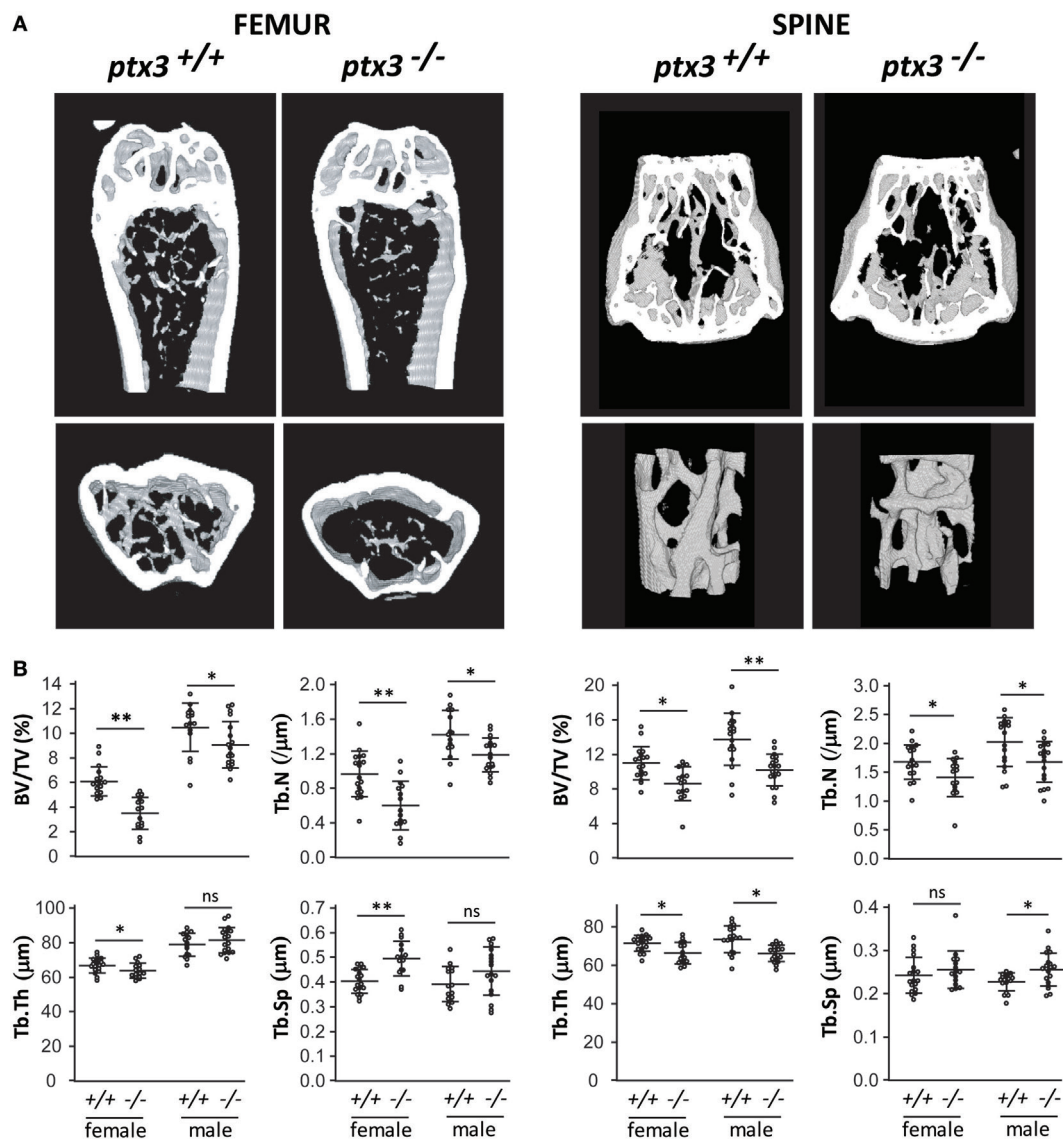 A
FEMUR
SPINE
ptx3 +/+
ptx3 -/-
ptx3 +/+
ptx3 -/-
B
BV/TV (%)
14
12
10
8
6
4
2
0
**
*
Tb.N (/μm)
2.0
1.6
1.2
0.8
0.4
0.0
**
*
BV/TV (%)
20
16
12
8
4
0
*
**
Tb.N (/μm)
3.0
2.5
2.0
1.5
1.0
0.5
0.0
*
*
Tb.Th (μm)
100
80
60
40
20
0
*
ns
Tb.Sp (μm)
0.7
0.6
0.5
0.4
0.3
0.2
0.1
0.0
**
ns
Tb.Th (μm)
100
80
60
40
20
0
*
*
Tb.Sp (μm)
0.4
0.3
0.2
0.1
0.0
ns
*
+/+ -/- +/+ -/-
female male
+/+ -/- +/+ -/-
female male
+/+ -/- +/+ -/-
female male
+/+ -/- +/+ -/-
female male